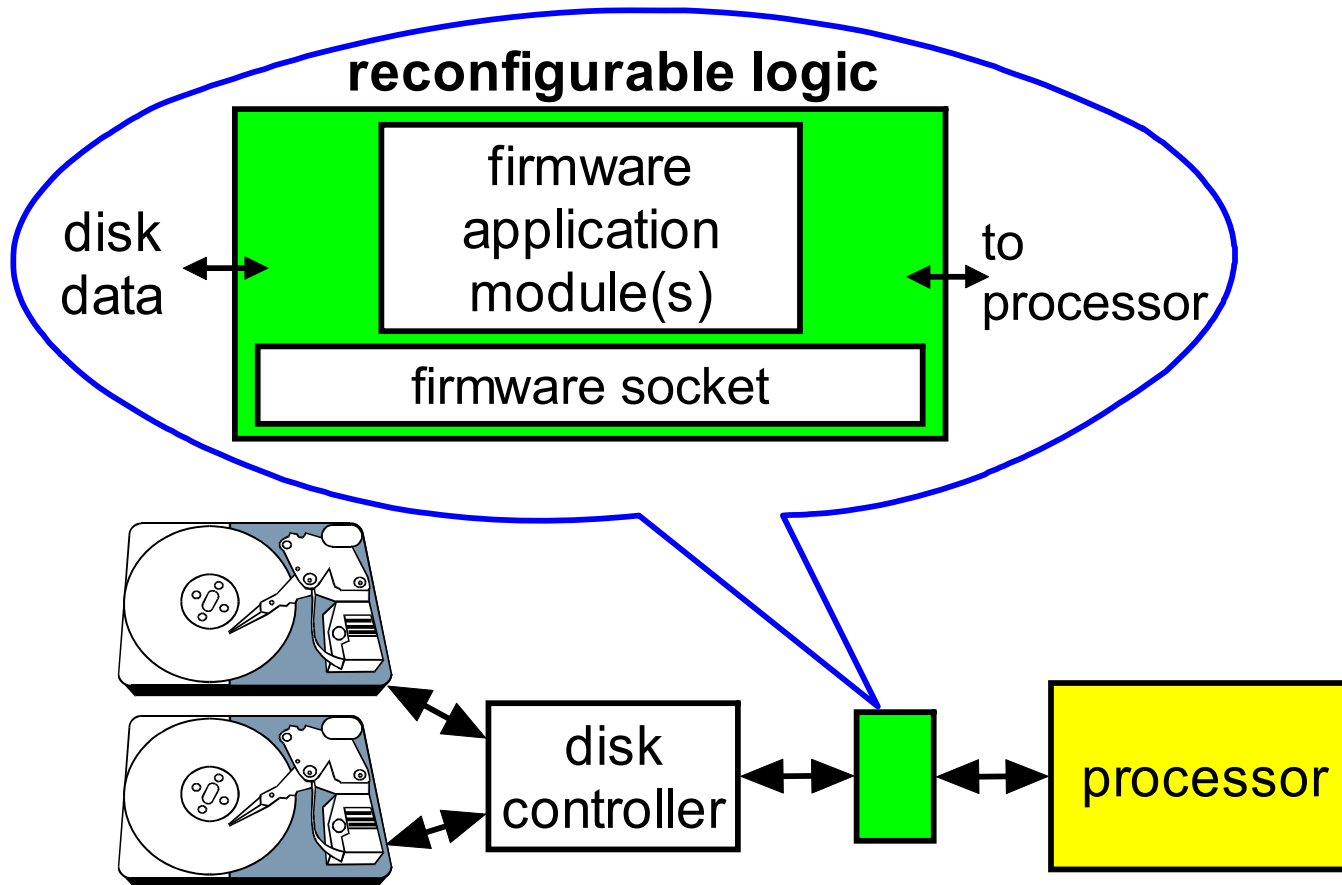 reconfigurable logic
firmware
application
module(s)
disk
data
to
processor
firmware socket
disk
controller
processor